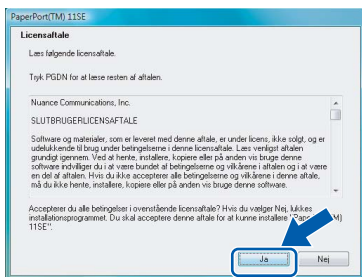 PaperPort(TM) 11SE
Licensaftale
Læs følgende licensaftale.
Tryk PGDN for at læse resten af aftalen.
Nuance Communications, Inc.
SLUTBRUGERLICENSAFTALE
Software og materialer, som er leveret med denne aftale, er under licens, ikke solgt, og er
udelukkende til brug under betingelserne i denne licensaftale. Læs venligst aftalen
grundigt igennem. Ved at hente, installere, kopiere eller på anden vis bruge denne
software indvilliger du i at være bundet af betingelserne og vilkårene i aftalen og i at være
en del af aftalen. Hvis du ikke accepterer alle betingelserne og vilkårene i denne aftale,
må du ikke hente, installere, kopiere eller på anden vis bruge denne software.
Accepterer du alle betingelser i ovenstående licensaftale? Hvis du vælger Nej, lukkes
installationsprogrammet. Du skal acceptere denne aftale for at kunne installere "Pape M)
11SE".
Ja Nej